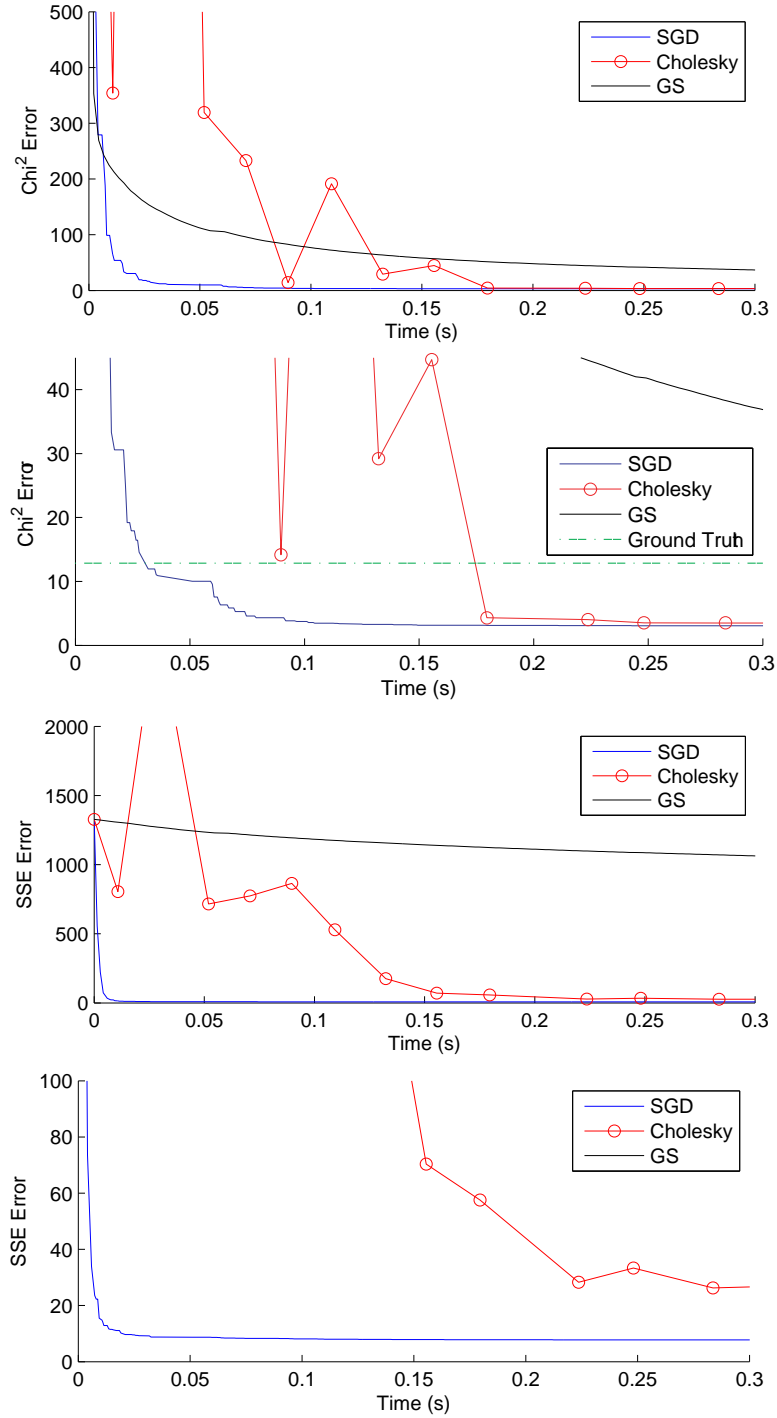 500
400
300
200
100
0
Chi2 Error
0 0.05 0.1 0.15 0.2 0.25 0.3
Time (s)
SGD
Cholesky
GS
40
30
20
10
0
Chi2 Error
0 0.05 0.1 0.15 0.2 0.25 0.3
Time (s)
SGD
Cholesky
GS
Ground Truth
2000
1500
1000
500
0
SSE Error
0 0.05 0.1 0.15 0.2 0.25 0.3
Time (s)
SGD
Cholesky
GS
100
80
60
40
20
0
SSE Error
0 0.05 0.1 0.15 0.2 0.25 0.3
Time (s)
SGD
Cholesky
GS